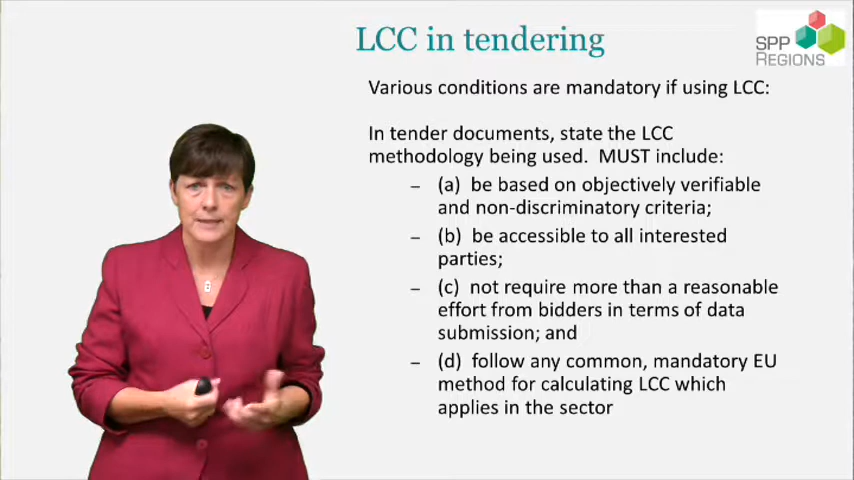 LCC in tendering
SPP
REGIONS
Various conditions are mandatory if using LCC:
In tender documents, state the LCC
methodology being used.  MUST include:
– (a) be based on objectively verifiable
and non-discriminatory criteria;
– (b) be accessible to all interested
parties;
– (c) not require more than a reasonable
effort from bidders in terms of data
submission; and
– (d) follow any common, mandatory EU
method for calculating LCC which
applies in the sector